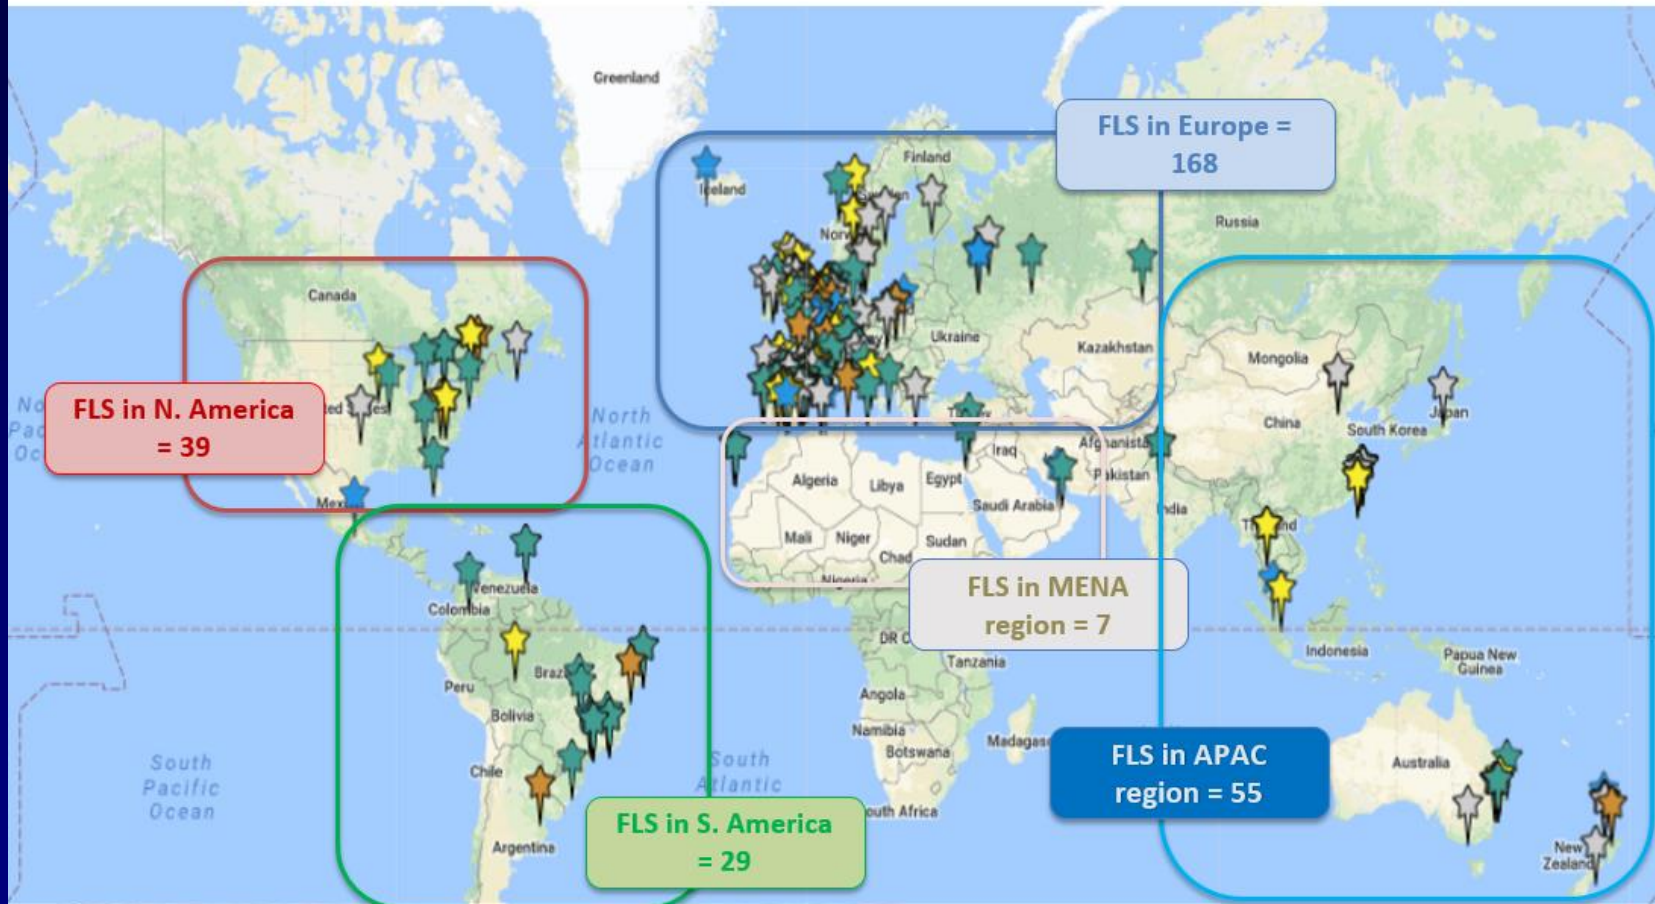 Greenland
FLS in Europe =
168
Finland
Iceland
Russia
Canada
Ukraine
Kazakhstan
Mongolia
FLS in N. America
= 39
North
Atlantic
Ocean
China
Japan
South Korea
Iraq
Pakistan
Algeria
Libya
Egypt
Saudi Arabia
Mali
Niger
Sudan
Chad
FLS in MENA
region = 7
Venezuela
Colombia
Indonesia
Papua New
Guinea
Tanzania
Peru
Angola
Bolivia
Namibia
Botswana
Chile
South
Pacific
Ocean
South
Atlantic
FLS in APAC
region = 55
Australia
FLS in S. America
= 29
Argentina
New
Zealand